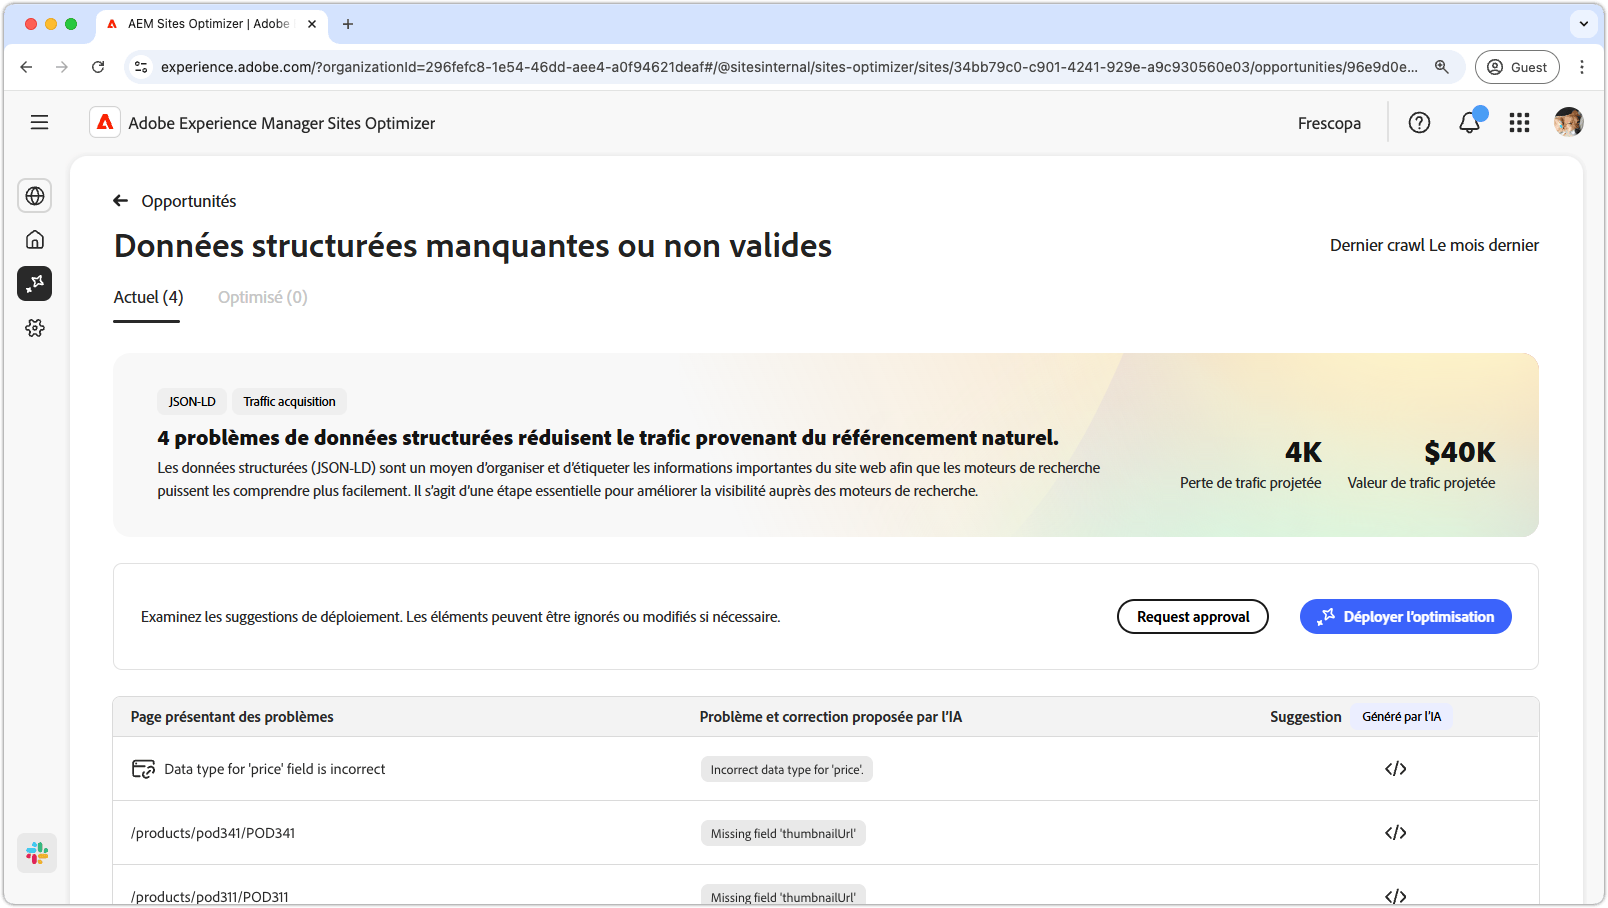 AEM Sites Optimizer | Adobe
experience.adobe.com/?organizationId=296fefc8-1e54-46dd-aee4-a0f94621deaf#/@sitesinternal/sites-optimizer/sites/34bb79c0-c901-4241-929e-a9c930560e03/opportunities/96e9d0e...
Guest
Adobe Experience Manager Sites Optimizer
Frescopa
Opportunités
Données structurées manquantes ou non valides
Dernier crawl Le mois dernier
Actuel (4)
Optimisé (0)
JSON-LD
Traffic acquisition
4 problèmes de données structurées réduisent le trafic provenant du référencement naturel.
Les données structurées (JSON-LD) sont un moyen d’organiser et d’étiqueter les informations importantes du site web afin que les moteurs de recherche
puissent les comprendre plus facilement. Il s’agit d’une étape essentielle pour améliorer la visibilité auprès des moteurs de recherche.
4K
Perte de trafic projetée
$40K
Valeur de trafic projetée
Examinez les suggestions de déploiement. Les éléments peuvent être ignorés ou modifiés si nécessaire.
Request approval
Déployer l’optimisation
Page présentant des problèmes
Problème et correction proposée par l’IA
Suggestion
Généré par l’IA
Data type for 'price' field is incorrect
Incorrect data type for 'price'.
/products/pod341/POD341
Missing field 'thumbnailUrl'
/products/pod311/POD311
Missing field 'thumbnailUrl'